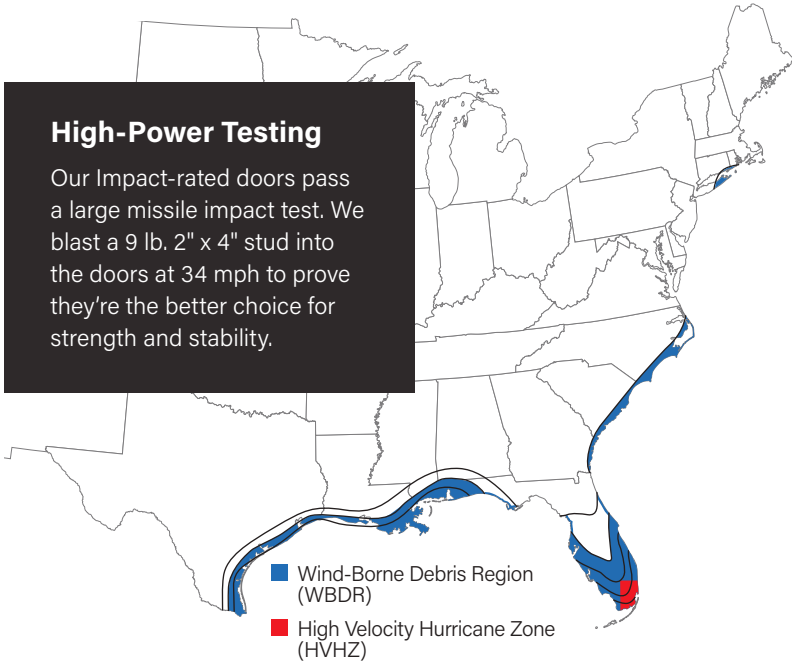 High-Power Testing
Our Impact-rated doors pass
a large missile impact test. We
blast a 9 lb. 2" x 4" stud into
the doors at 34 mph to prove
they're the better choice for
strength and stability.
Wind-Borne Debris Region
(WBDR)
High Velocity Hurricane Zone
(HVHZ)